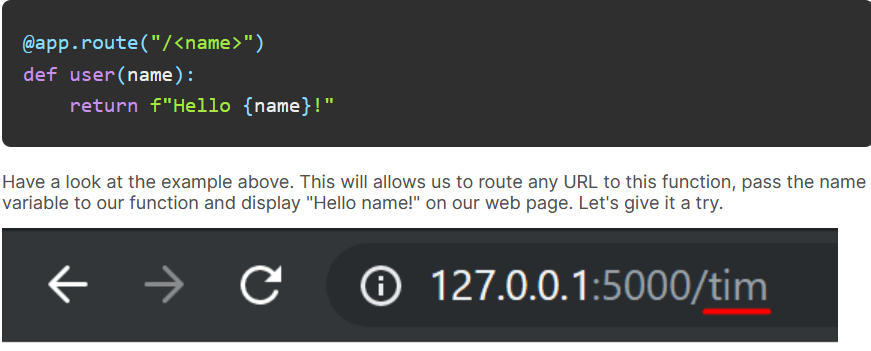 @app.route("/<name>")
def user(name):
    return f"Hello {name}!"
Have a look at the example above. This will allows us to route any URL to this function, pass the name
variable to our function and display "Hello name!" on our web page. Let's give it a try.
127.0.0.1:5000/tim